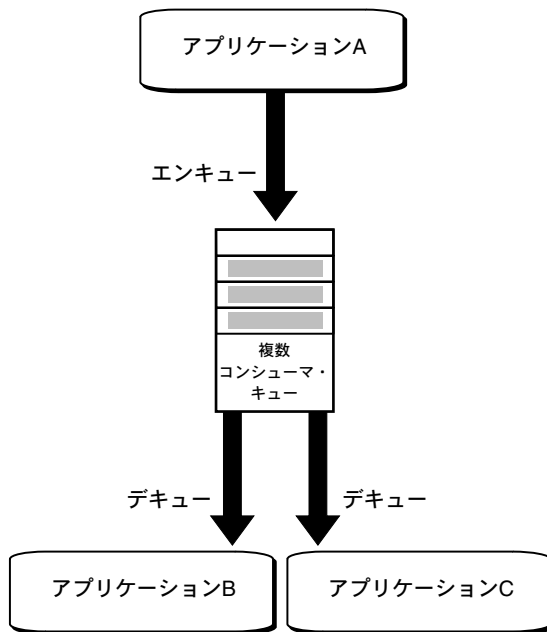 アプリケーションA
エンキュー
複数
コンシューマ・
キュー
デキュー
デキュー
アプリケーションB
アプリケーションC